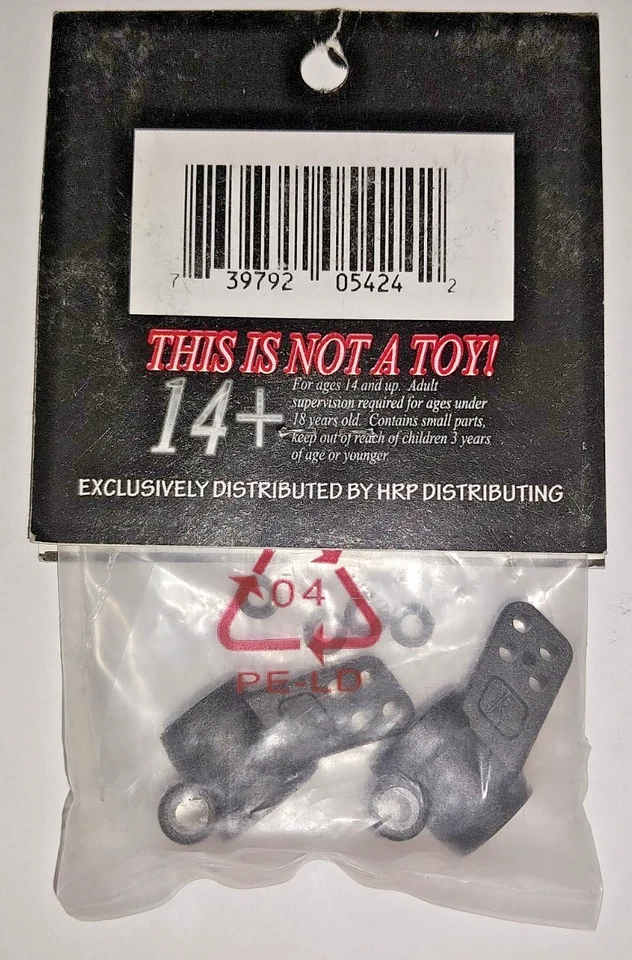 7 39792 05424 2
THIS IS NOT A TOY!
14+
For ages 14 and up. Adult
supervision required for ages under
18 years old. Contains small parts,
keep out of reach of children 3 years
of age or younger.
EXCLUSIVELY DISTRIBUTED BY HRP DISTRIBUTING
04
PE-LD